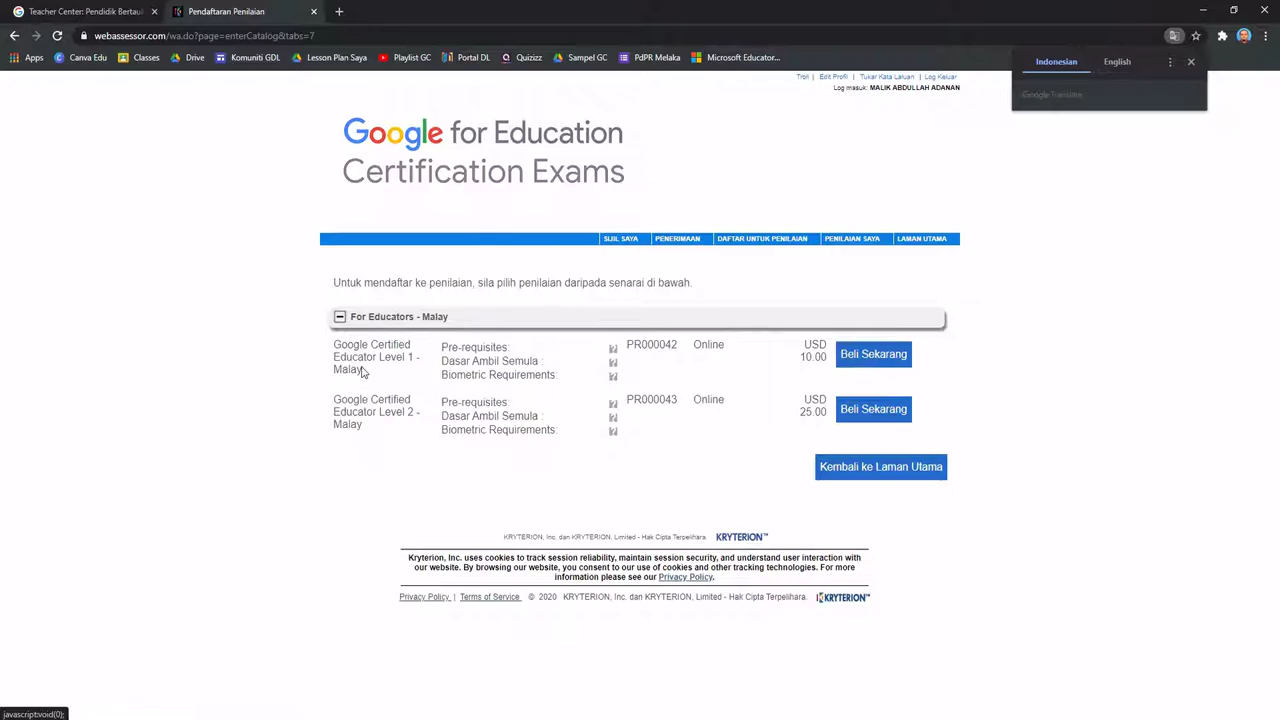 Teacher Center: Pendidik Bertaul
Pendaftaran Penilaian
webassessor.com/wa.do?page=enterCatalog&tabs=7
Apps
Canva Edu
Classes
Drive
Komuniti GDL
Lesson Plan Saya
Playlist GC
Portal DL
Quizizz
Sampel GC
PdPR Melaka
Microsoft Educator...
Indonesian
English
Google Translate
Troli | Edit Profil | Tukar Kata Laluan | Log Keluar
Log masuk: MALIK ABDULLAH ADANAN
Google for Education
Certification Exams
SIJIL SAYA
PENERIMAAN
DAFTAR UNTUK PENILAIAN
PENILAIAN SAYA
LAMAN UTAMA
Untuk mendaftar ke penilaian, sila pilih penilaian daripada senarai di bawah.
For Educators - Malay
Google Certified
Educator Level 1 -
Malay
Pre-requisites:
Dasar Ambil Semula :
Biometric Requirements:
PR000042
Online
USD
10.00
Beli Sekarang
Google Certified
Educator Level 2 -
Malay
Pre-requisites:
Dasar Ambil Semula :
Biometric Requirements:
PR000043
Online
USD
25.00
Beli Sekarang
Kembali ke Laman Utama
KRYTERION, Inc. dan KRYTERION, Limited - Hak Cipta Terpelihara. KRYTERION™
Kryterion, Inc. uses cookies to track session reliability, maintain session security, and understand user interaction with
our website. By browsing our website, you consent to our use of cookies and other tracking technologies. For more
information please see our Privacy Policy.
Privacy Policy | Terms of Service © 2020 KRYTERION, Inc. dan KRYTERION, Limited - Hak Cipta Terpelihara. KRYTERION™
javascript:void(0);